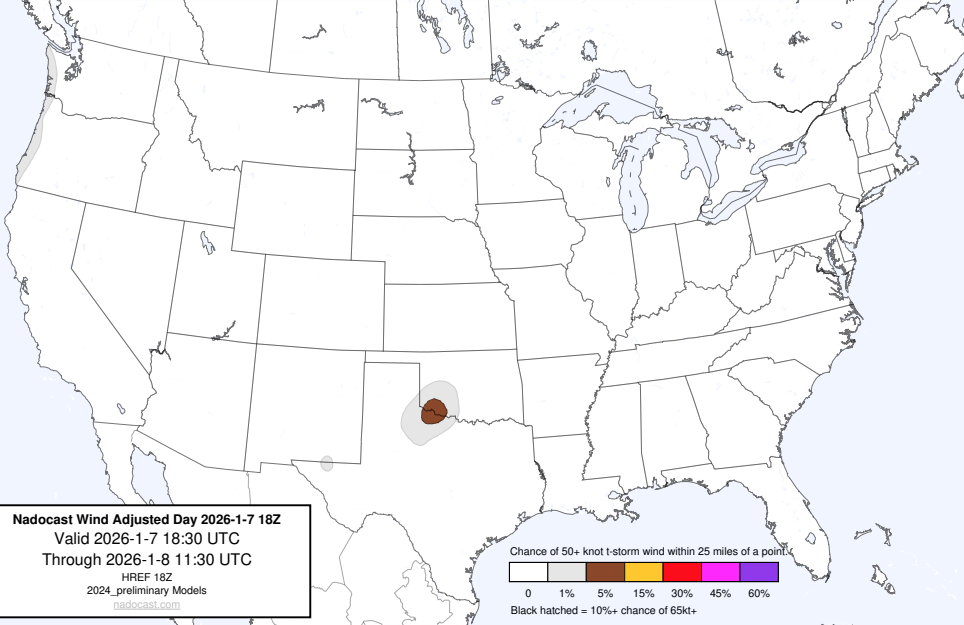 Nadocast Wind Adjusted Day 2026-1-7 18Z
Valid 2026-1-7 18:30 UTC
Through 2026-1-8 11:30 UTC
HREF 18Z
2024_preliminary Models
nadocast.com
Chance of 50+ knot t-storm wind within 25 miles of a point.
0 1% 5% 15% 30% 45% 60%
Black hatched = 10%+ chance of 65kt+